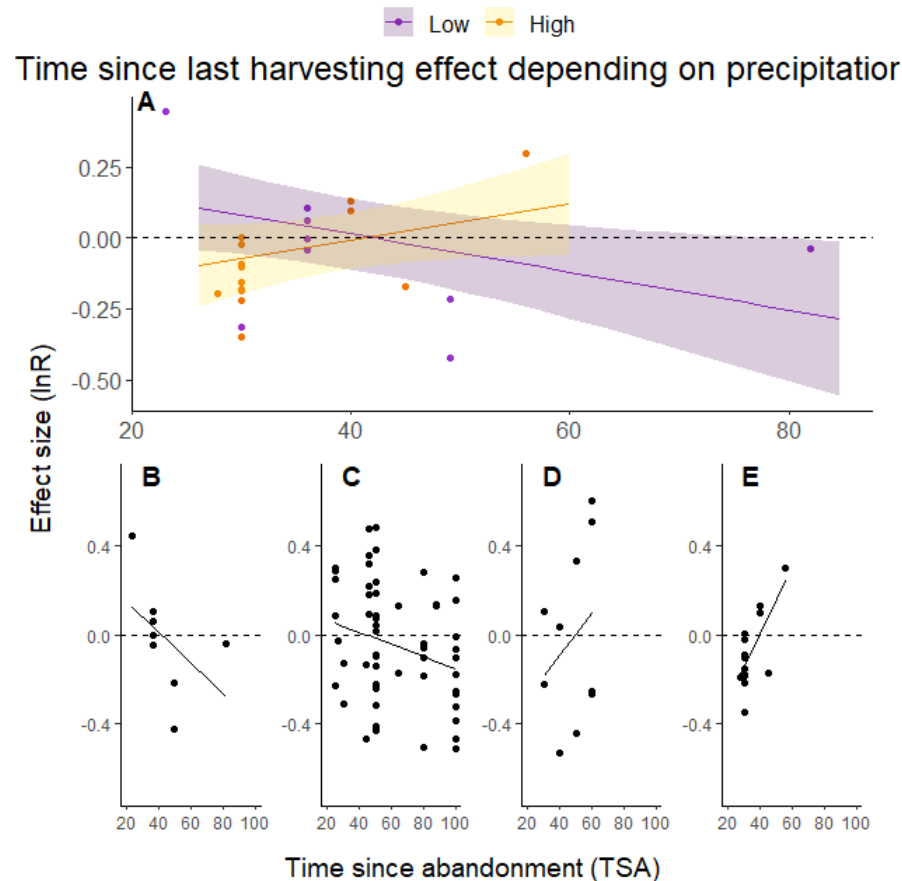 Low High
Time since last harvesting effect depending on precipitation
A
0.25
0.00
-0.25
-0.50
20 40 60 80
Effect size (lnR)
B C D E
0.4 0.4 0.4 0.4
0.0 0.0 0.0 0.0
-0.4 -0.4 -0.4 -0.4
20 40 60 80 100 20 40 60 80 100 20 40 60 80 100 20 40 60 80 100
Time since abandonment (TSA)